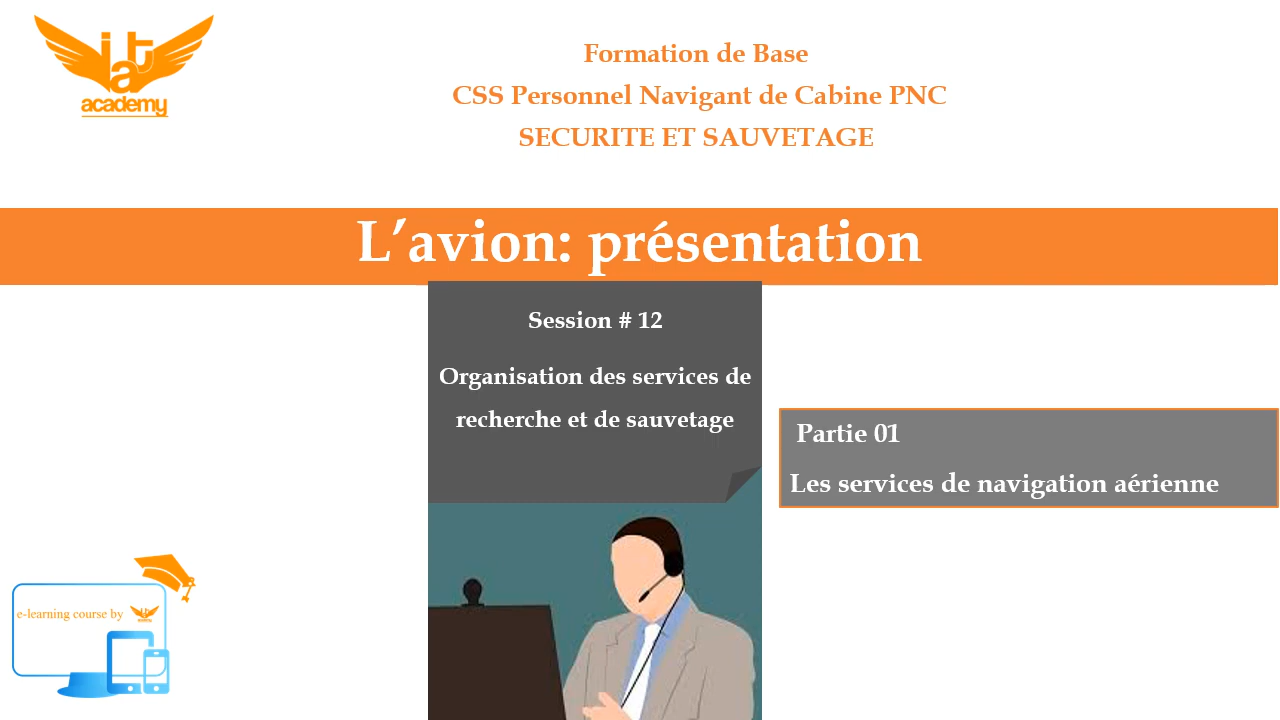 iat
academy
Formation de Base
CSS Personnel Navigant de Cabine PNC
SECURITE ET SAUVETAGE
L’avion: présentation
Session # 12
Organisation des services de
recherche et de sauvetage
Partie 01
Les services de navigation aérienne
e-learning course by